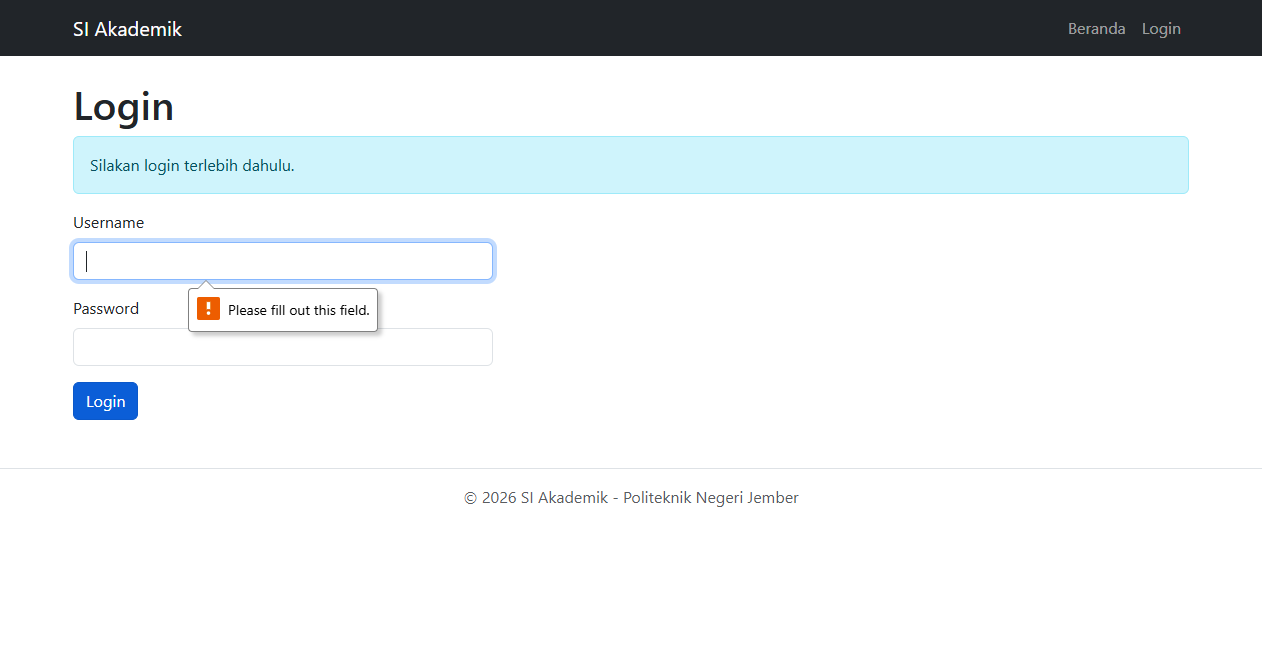 SI Akademik
Beranda Login
Login
Silakan login terlebih dahulu.
Username
Please fill out this field.
Password
Login
© 2026 SI Akademik - Politeknik Negeri Jember